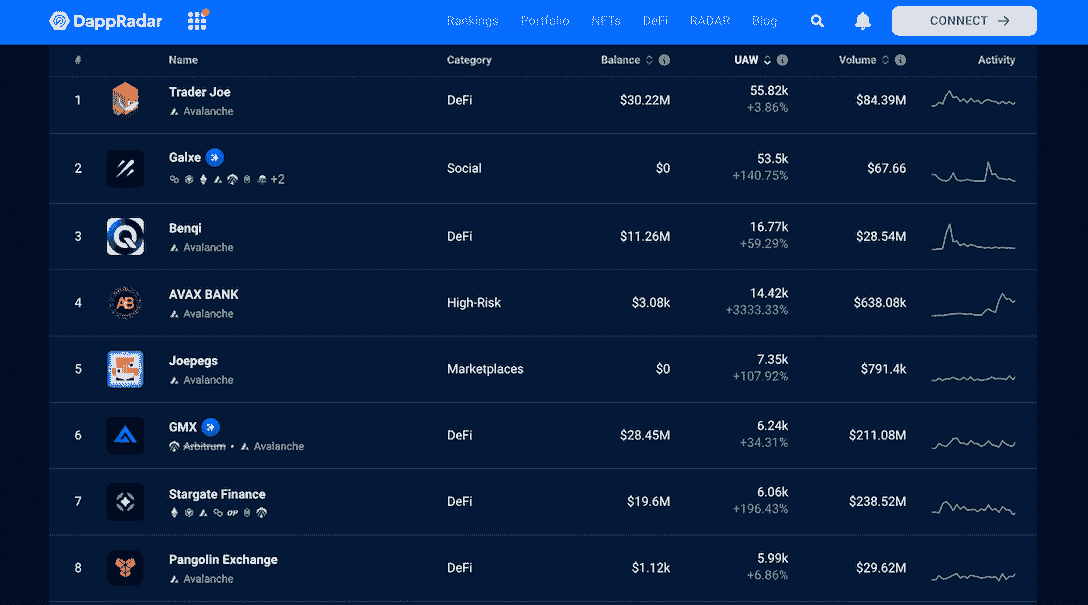 DappRadar
Rankings Portfolio NFTs DeFi RADAR Blog CONNECT →
# Name Category Balance UAW Volume Activity
1 Trader Joe DeFi $30.22M 55.82k $84.39M
Avalanche +3.86%
2 Galxe Social $0 53.5k $67.66
+2 +140.75%
3 Benqi DeFi $11.26M 16.77k $28.54M
Avalanche +59.29%
4 AVAX BANK High-Risk $3.08k 14.42k $638.08k
AB
Avalanche +3333.33%
5 Joepegs Marketplaces $0 7.35k $791.4k
Avalanche +107.92%
6 GMX DeFi $28.45M 6.24k $211.08M
Arbitrum • Avalanche +34.31%
7 Stargate Finance DeFi $19.6M 6.06k $238.52M
OP +196.43%
8 Pangolin Exchange DeFi $1.12k 5.99k $29.62M
Avalanche +6.86%